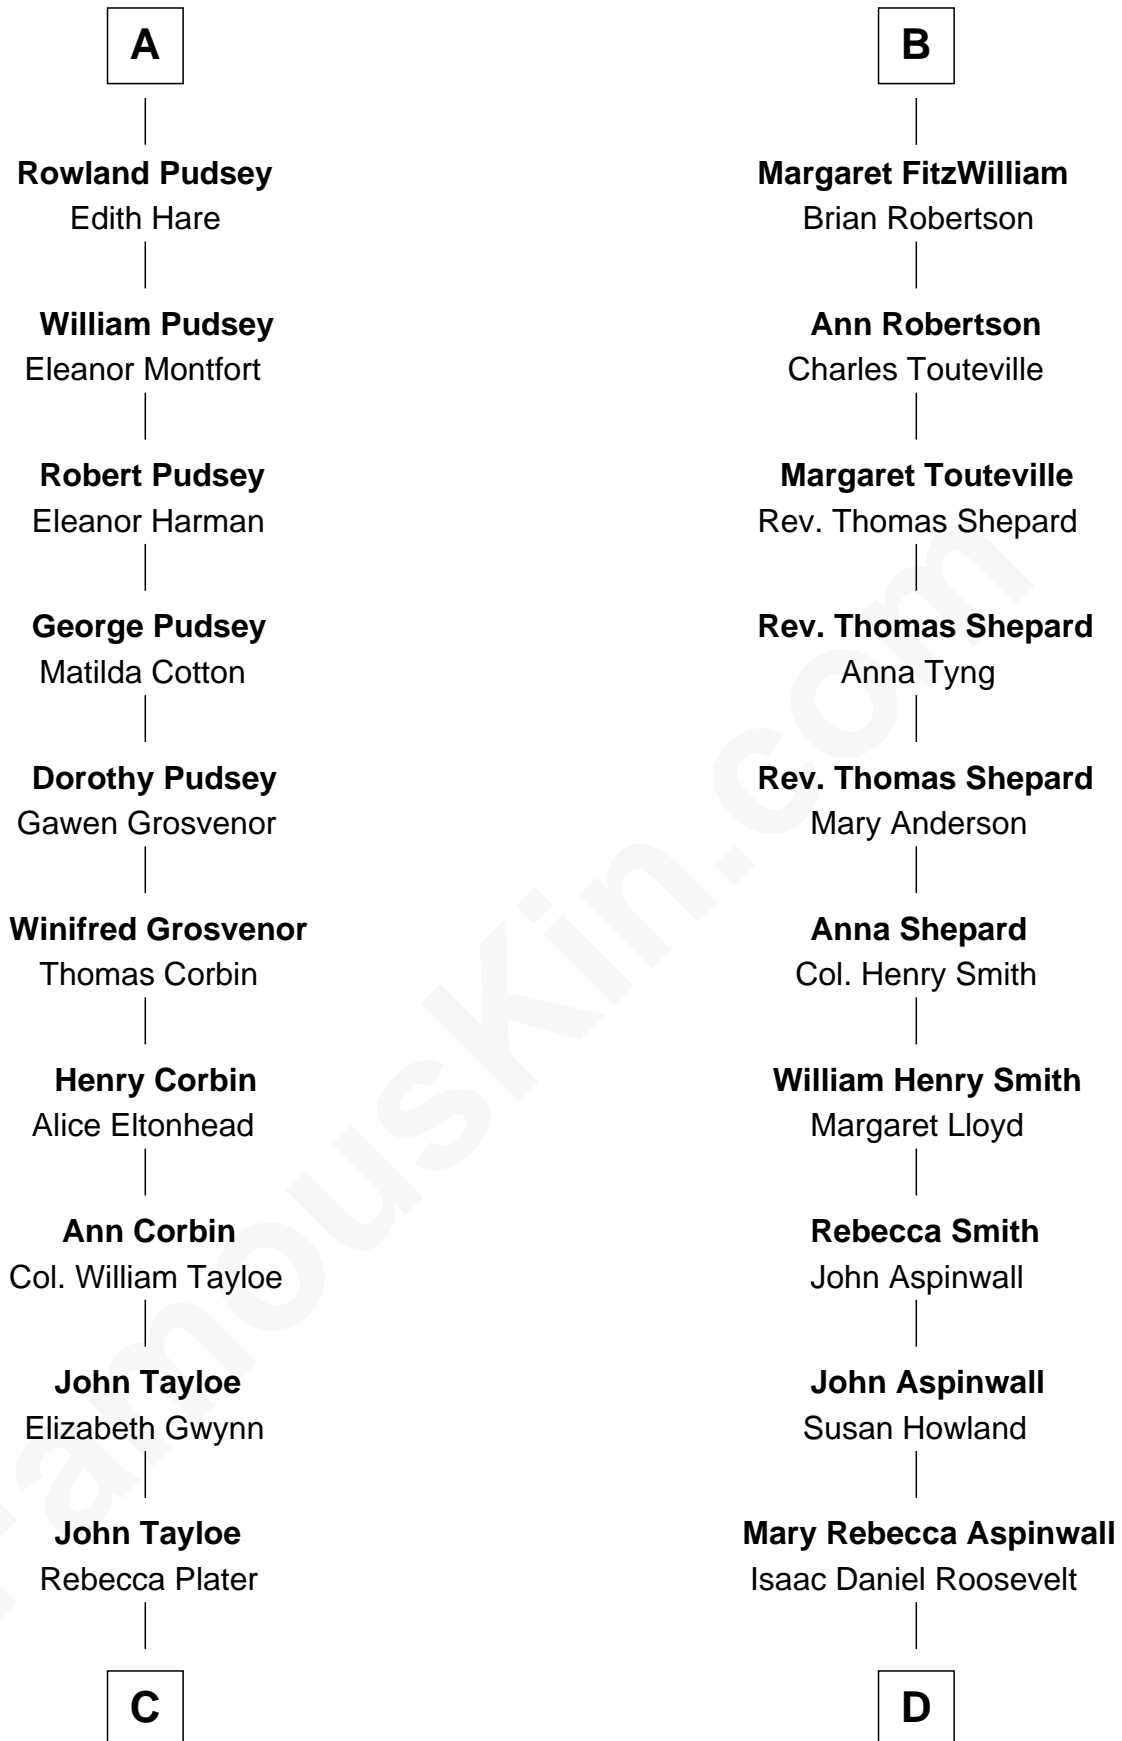 A
Rowland Pudsey
Edith Hare
William Pudsey
Eleanor Montfort
Robert Pudsey
Eleanor Harman
George Pudsey
Matilda Cotton
Dorothy Pudsey
Gawen Grosvenor
Winifred Grosvenor
Thomas Corbin
Henry Corbin
Alice Eltonhead
Ann Corbin
Col. William Tayloe
John Tayloe
Elizabeth Gwynn
John Tayloe
Rebecca Plater
C
B
Margaret FitzWilliam
Brian Robertson
Ann Robertson
Charles Touteville
Margaret Touteville
Rev. Thomas Shepard
Rev. Thomas Shepard
Anna Tyng
Rev. Thomas Shepard
Mary Anderson
Anna Shepard
Col. Henry Smith
William Henry Smith
Margaret Lloyd
Rebecca Smith
John Aspinwall
John Aspinwall
Susan Howland
Mary Rebecca Aspinwall
Isaac Daniel Roosevelt
D
FamousKin.com